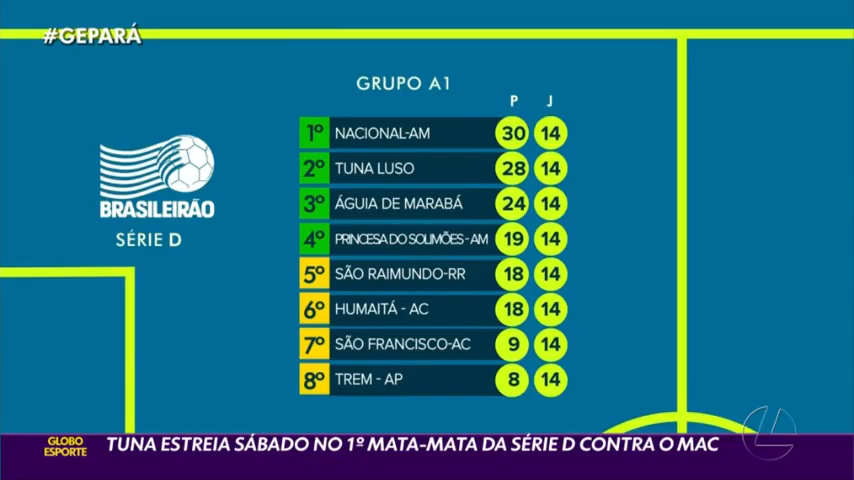 #GEPARÁ
GRUPO A1
P J
1º NACIONAL-AM 30 14
2º TUNA LUSO 28 14
3º ÁGUIA DE MARABÁ 24 14
4º PRINCESA DO SOLIMÕES - AM 19 14
5º SÃO RAIMUNDO-RR 18 14
6º HUMAITÁ - AC 18 14
7º SÃO FRANCISCO-AC 9 14
8º TREM - AP 8 14
BRASILEIRÃO
SÉRIE D
GLOBO
ESPORTE
TUNA ESTREIA SÁBADO NO 1º MATA-MATA DA SÉRIE D CONTRA O MAC